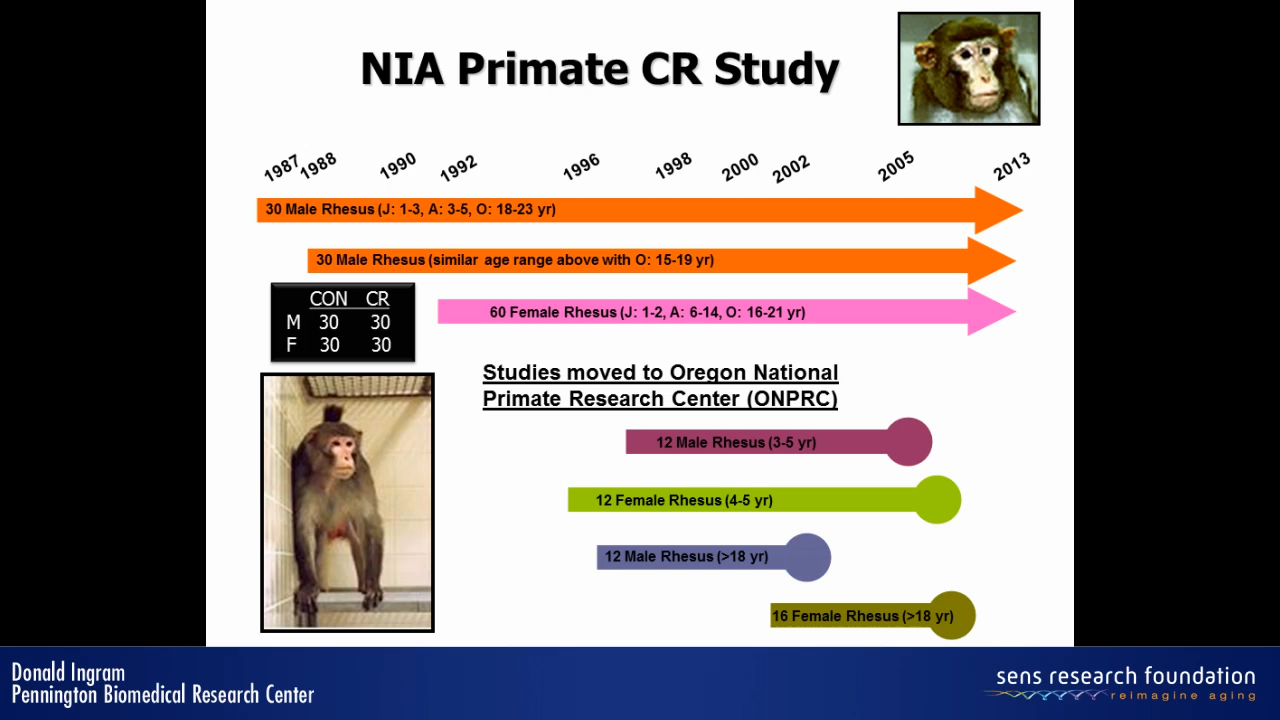 NIA Primate CR Study
1987 1988 1990 1992 1996 1998 2000 2002 2005 2013
30 Male Rhesus (J: 1-3, A: 3-5, O: 18-23 yr)
30 Male Rhesus (similar age range above with O: 15-19 yr)
CON CR
M 30 30
F 30 30
60 Female Rhesus (J: 1-2, A: 6-14, O: 16-21 yr)
Studies moved to Oregon National
Primate Research Center (ONPRC)
12 Male Rhesus (3-5 yr)
12 Female Rhesus (4-5 yr)
12 Male Rhesus (>18 yr)
16 Female Rhesus (>18 yr)
Donald Ingram
Pennington Biomedical Research Center
sens research foundation
reimagine aging